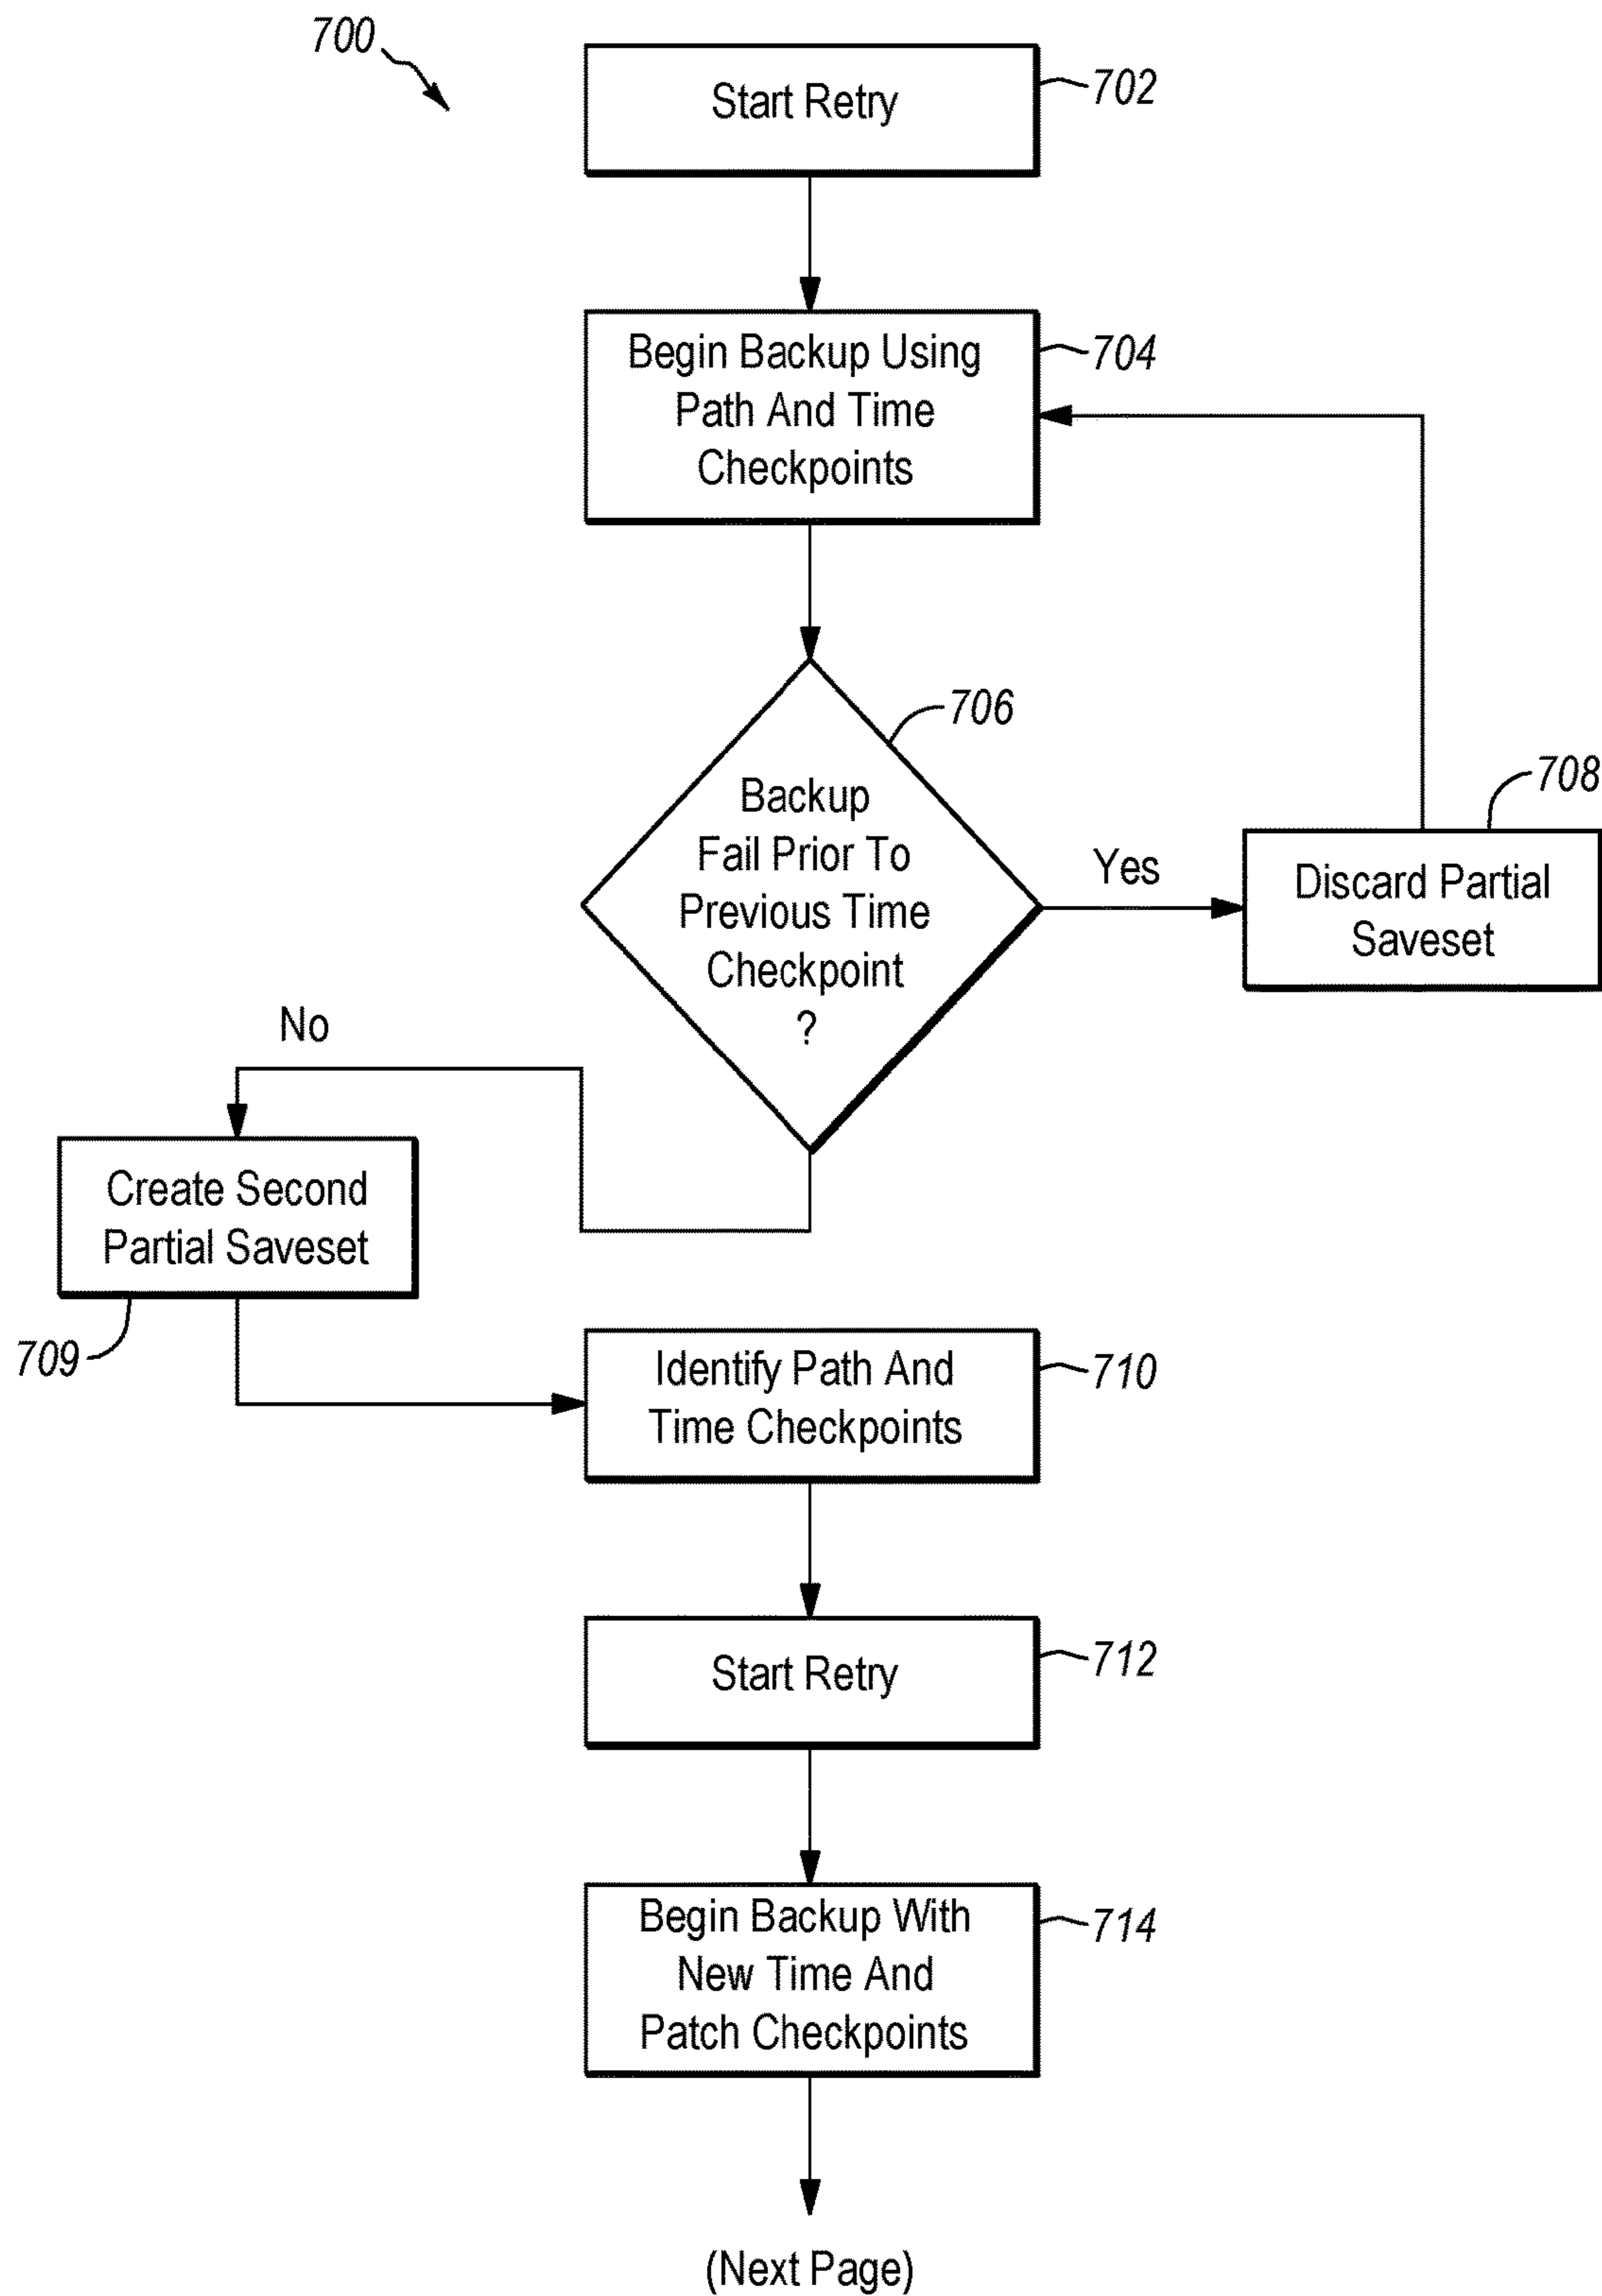 700
Start Retry
702
Begin Backup Using
Path And Time
Checkpoints
704
706
Backup
Fail Prior To
Previous Time
Checkpoint
?
Yes
708
Discard Partial
Saveset
No
Create Second
Partial Saveset
709
Identify Path And
Time Checkpoints
710
Start Retry
712
Begin Backup With
New Time And
Patch Checkpoints
714
(Next Page)